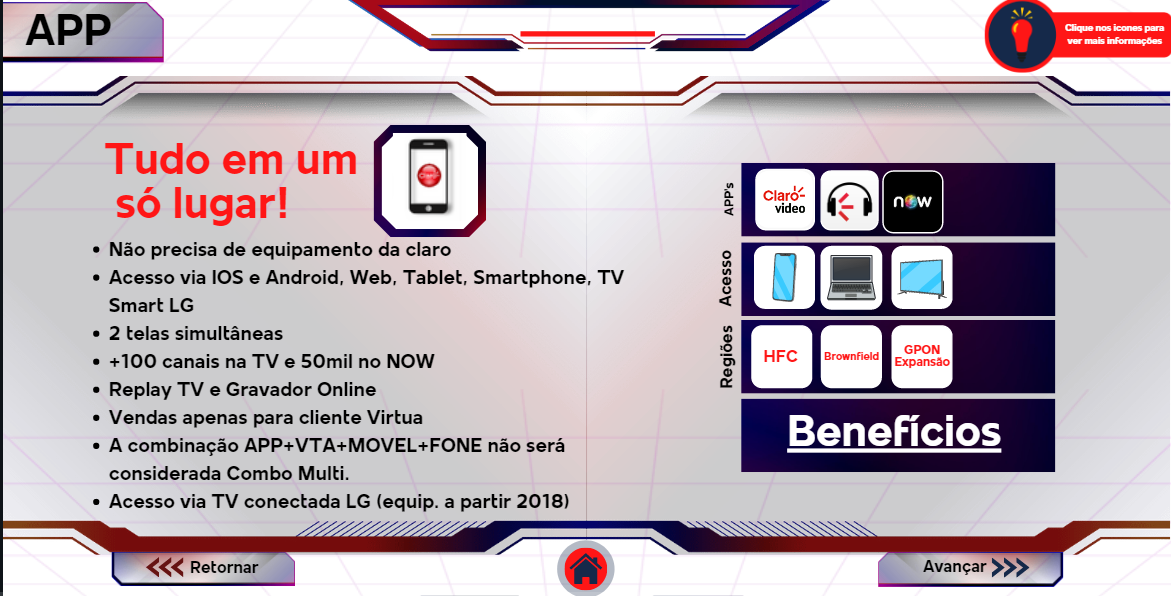 APP
Clique nos icones para
ver mais informações
Tudo em um
só lugar!
Claro
• Não precisa de equipamento da claro
• Acesso via IOS e Android, Web, Tablet, Smartphone, TV
Smart LG
• 2 telas simultâneas
• +100 canais na TV e 50mil no NOW
• Replay TV e Gravador Online
• Vendas apenas para cliente Virtua
• A combinação APP+VTA+MOVEL+FONE não será
considerada Combo Multi.
• Acesso via TV conectada LG (equip. a partir 2018)
APP's
Claro
video
now
Acesso
Regiões
HFC
Brownfield
GPON
Expansão
Benefícios
Retornar
Avançar